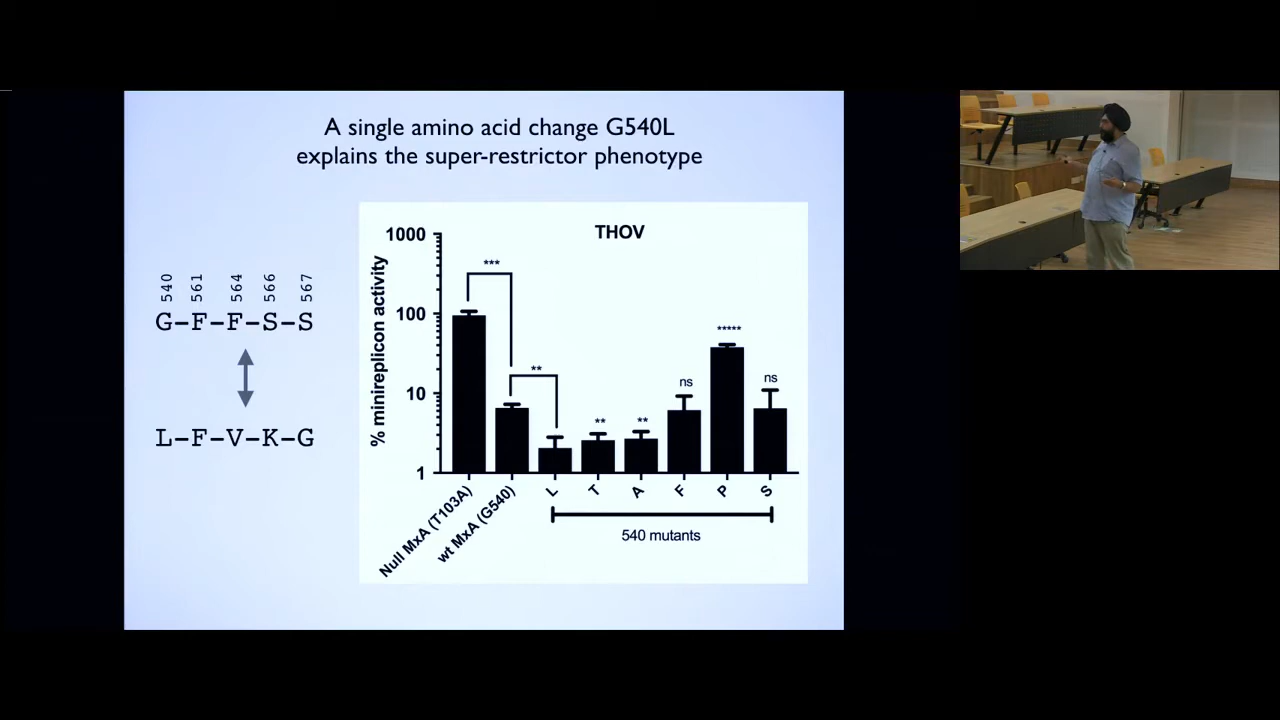 A single amino acid change G540L
explains the super-restrictor phenotype
540 561 564 566 567
G-F-F-S-S
L-F-V-K-G
THOV
% minireplicon activity
1000
100
10
1
***
**
**
**
ns
*****
ns
Null MxA (T103A)
wt MxA (G540)
L T A F P S
540 mutants